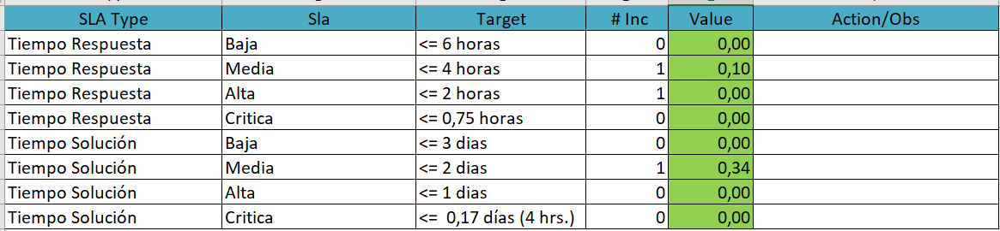 SLA Type Sla Target # Inc Value Action/Obs
Tiempo Respuesta Baja <= 6 horas 0 0,00
Tiempo Respuesta Media <= 4 horas 1 0,10
Tiempo Respuesta Alta <= 2 horas 1 0,00
Tiempo Respuesta Critica <= 0,75 horas 0 0,00
Tiempo Solución Baja <= 3 dias 0 0,00
Tiempo Solución Media <= 2 dias 1 0,34
Tiempo Solución Alta <= 1 dias 0 0,00
Tiempo Solución Critica <=  0,17 días (4 hrs.) 0 0,00